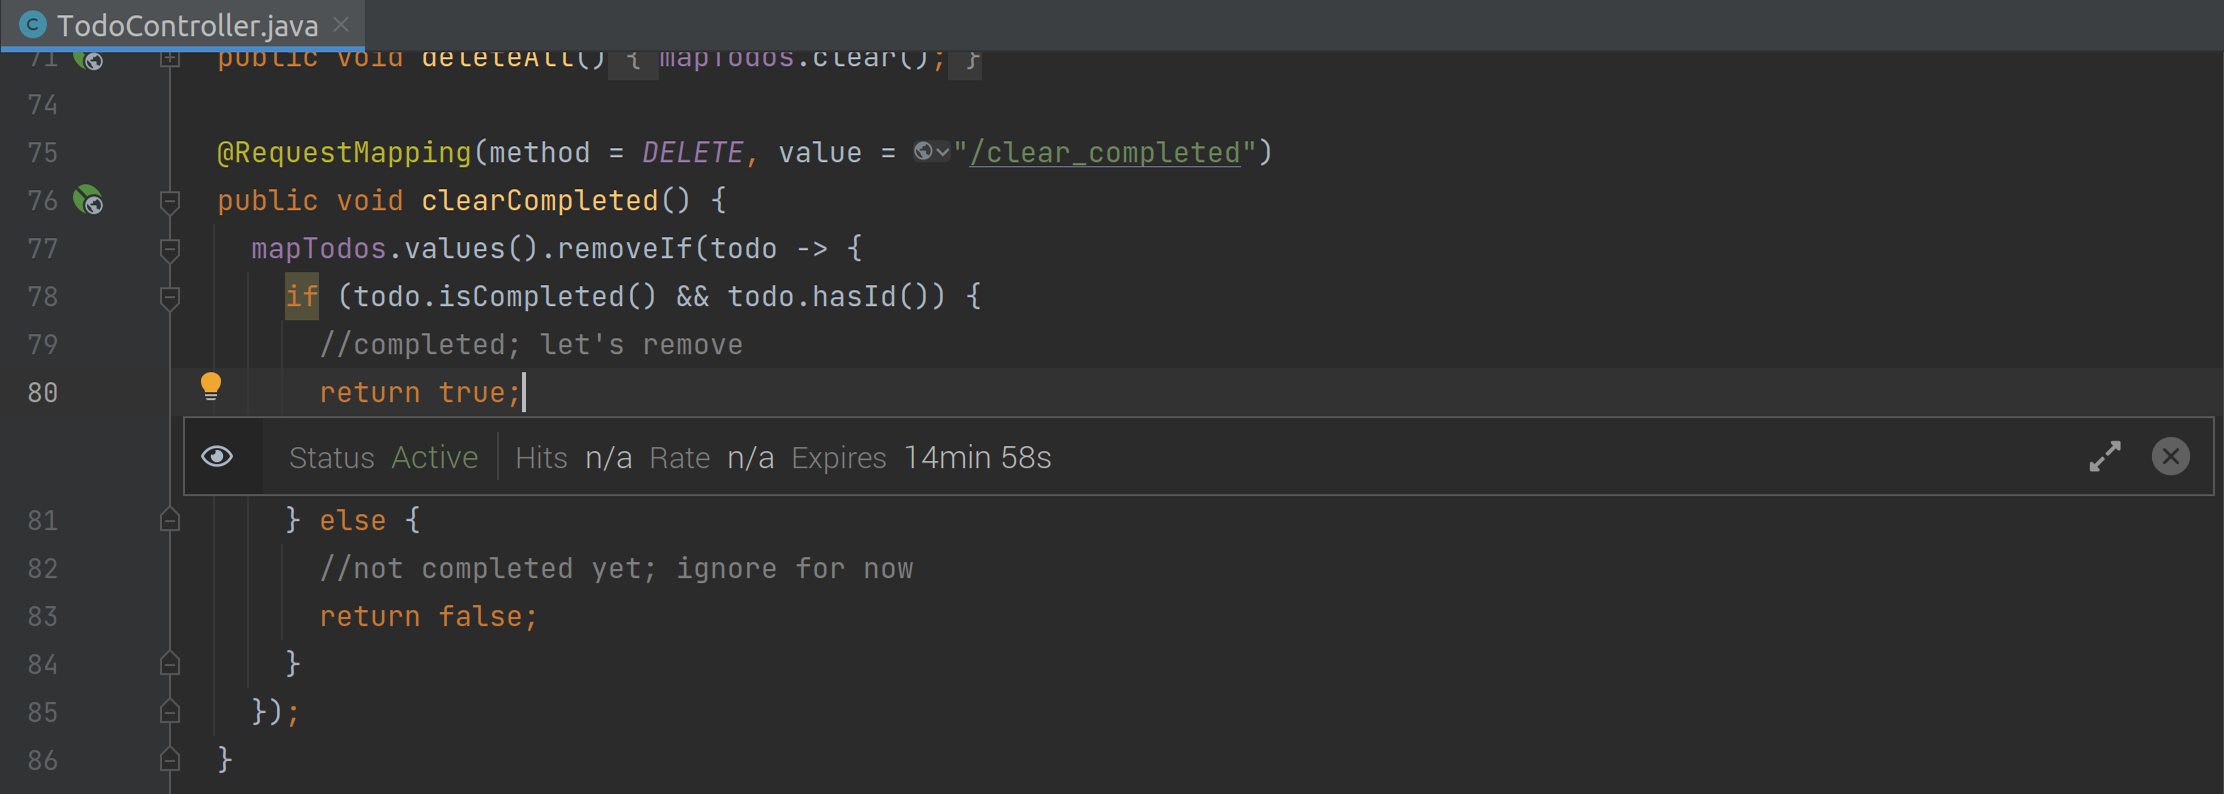 TodoController.java
71 public void deleteAll() { mapTodos.clear(); }
74
75 @RequestMapping(method = DELETE, value = "/clear_completed")
76 public void clearCompleted() {
77 mapTodos.values().removeIf(todo -> {
78 if (todo.isCompleted() && todo.hasId()) {
79 //completed; let's remove
80 return true;
Status Active Hits n/a Rate n/a Expires 14min 58s
81 } else {
82 //not completed yet; ignore for now
83 return false;
84 }
85 });
86 }